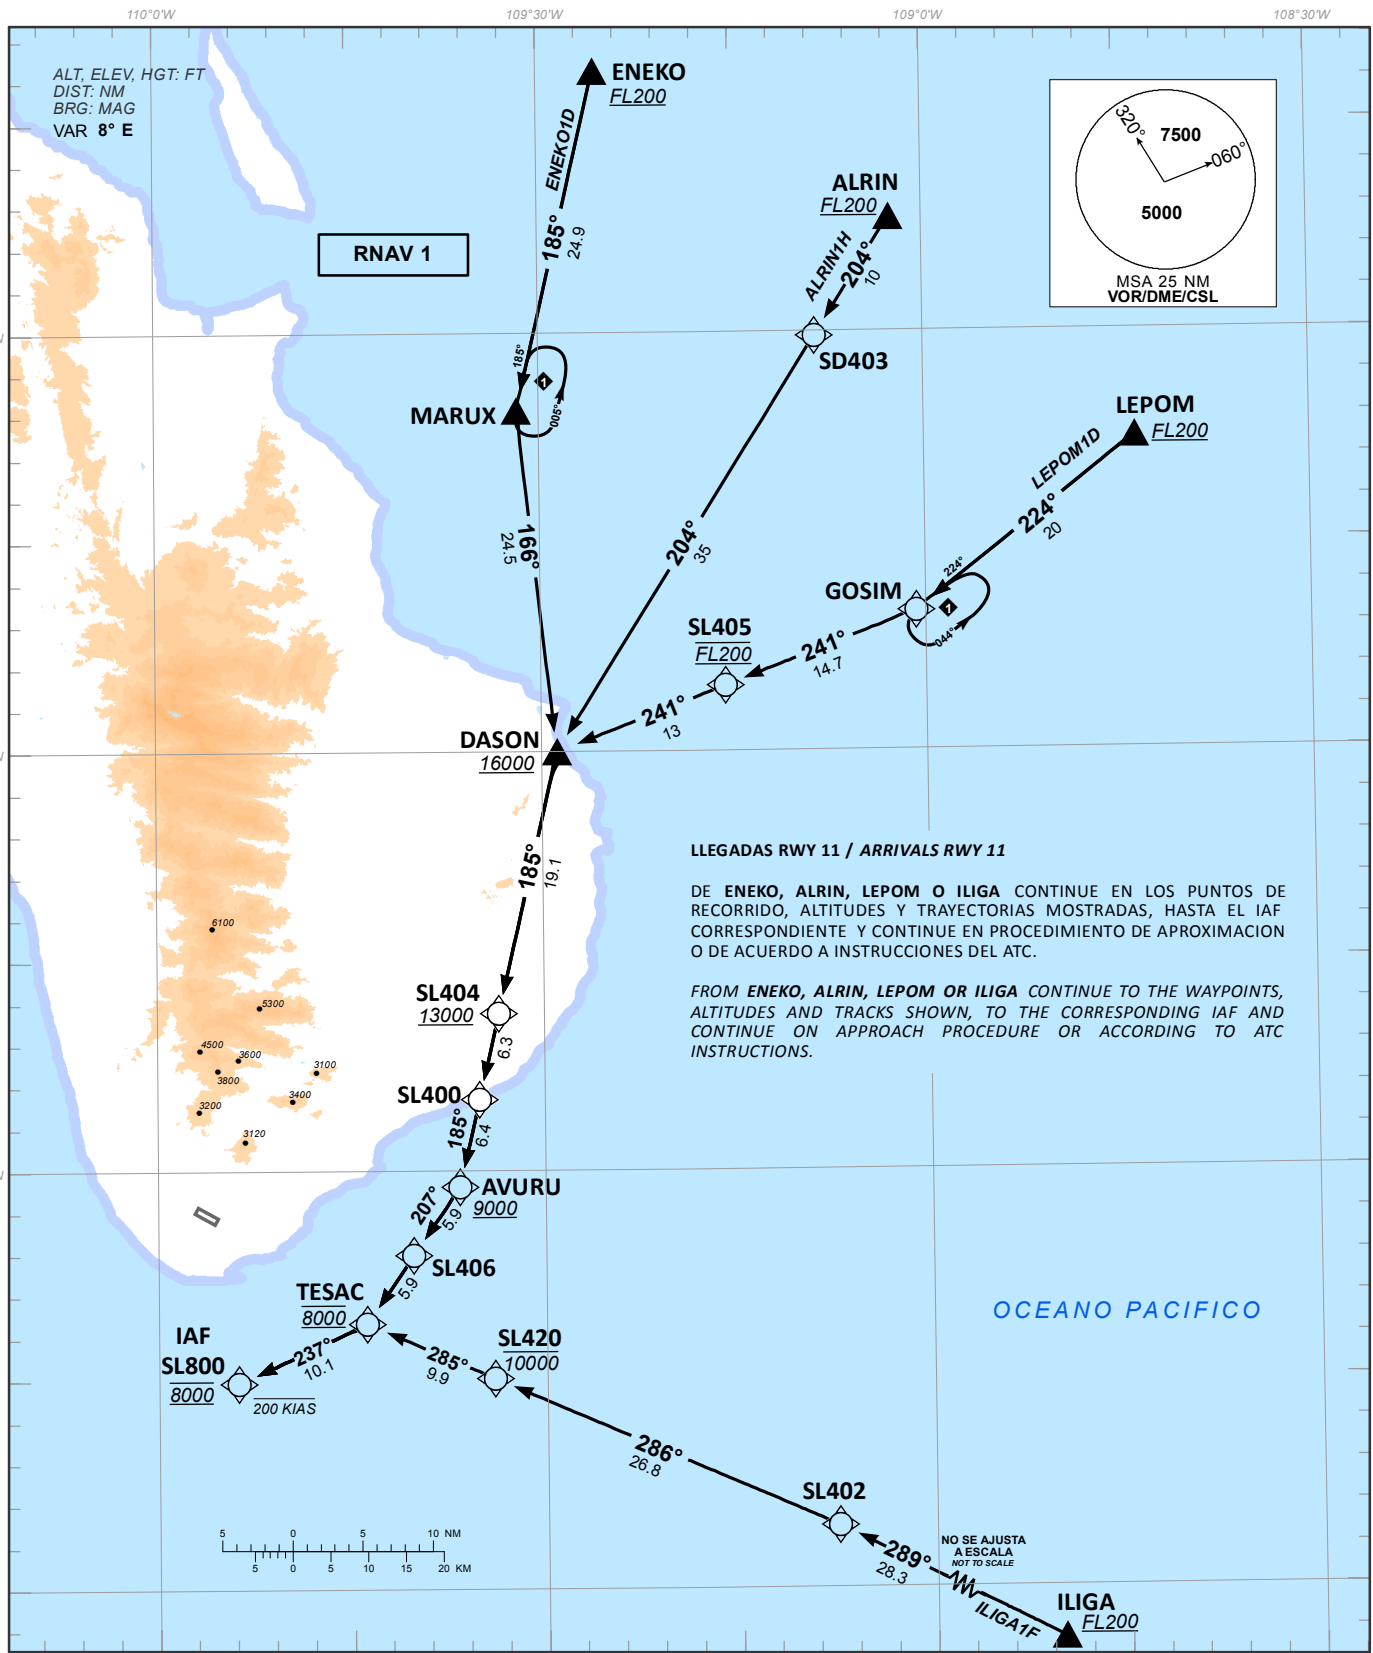 110°0'W
109°30'W
109°0'W
108°30'W
ALT, ELEV, HGT: FT
DIST: NM
BRG: MAG
VAR 8° E
ENEKO
FL200
ENEKO1D
185°
24.9
RNAV 1
ALRIN
FL200
ALRIN1H
204°
10
SD403
320°
7500
060°
5000
MSA 25 NM
VOR/DME/CSL
185°
1
005°
MARUX
LEPOM
FL200
LEPOM1D
224°
20
166°
24.5
204°
35
224°
1
044°
GOSIM
241°
14.7
SL405
FL200
241°
13
DASON
16000
185°
19.1
LLEGADAS RWY 11 / ARRIVALS RWY 11
DE ENEKO, ALRIN, LEPOM O ILIGA CONTINUE EN LOS PUNTOS DE
RECORRIDO, ALTITUDES Y TRAYECTORIAS MOSTRADAS, HASTA EL IAF
CORRESPONDIENTE Y CONTINUE EN PROCEDIMIENTO DE APROXIMACION
O DE ACUERDO A INSTRUCCIONES DEL ATC.
FROM ENEKO, ALRIN, LEPOM OR ILIGA CONTINUE TO THE WAYPOINTS,
ALTITUDES AND TRACKS SHOWN, TO THE CORRESPONDING IAF AND
CONTINUE ON APPROACH PROCEDURE OR ACCORDING TO ATC
INSTRUCTIONS.
6100
5300
4500
3600
3800
3100
3200
3400
3120
SL404
13000
6.3
SL400
185°
6.4
AVURU
9000
207°
5.9
SL406
5.9
TESAC
8000
237°
10.1
IAF
SL800
8000
200 KIAS
SL420
10000
285°
9.9
OCEANO PACIFICO
286°
26.8
SL402
289°
28.3
NO SE AJUSTA
A ESCALA
NOT TO SCALE
ILIGA1F
ILIGA
FL200
5 0 5 10 NM
5 0 5 10 15 20 KM